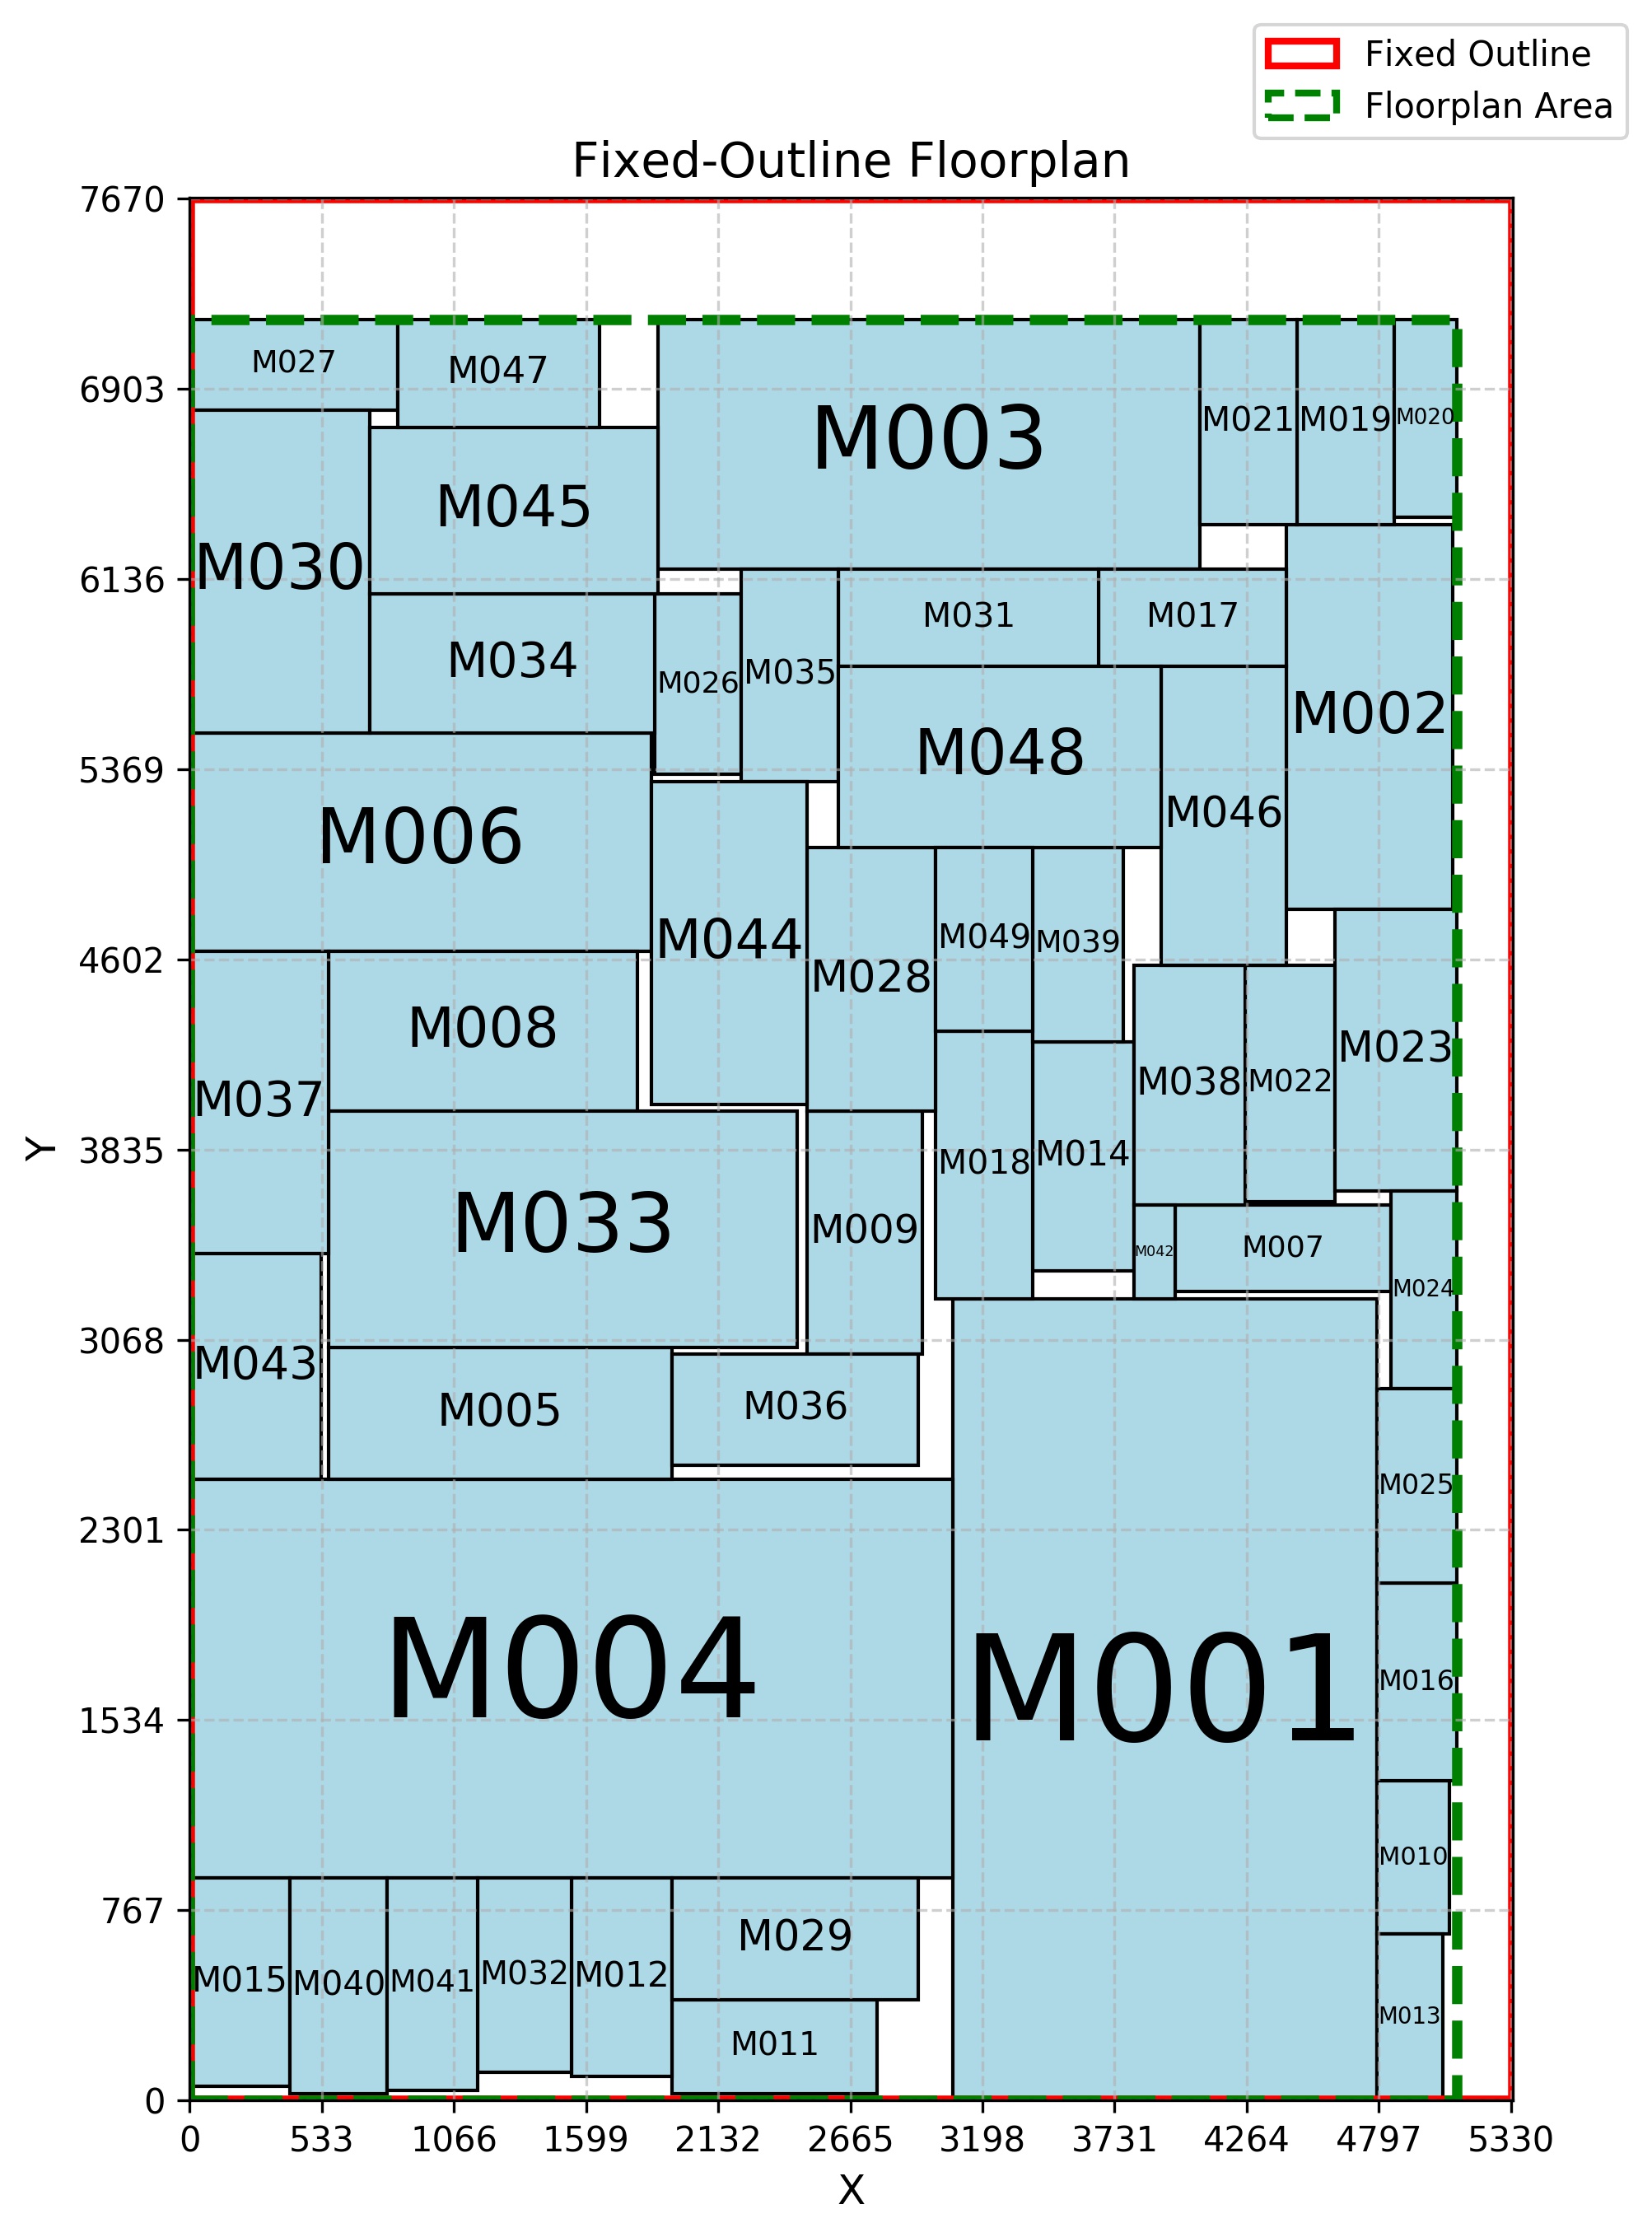 Fixed Outline
Floorplan Area
Fixed-Outline Floorplan
7670
6903
6136
5369
4602
3835
3068
2301
1534
767
0
Y
M027
M047
M003
M021
M019
M020
M045
M030
M031
M017
M034
M026
M035
M002
M048
M046
M006
M044
M049
M039
M028
M008
M023
M037
M038
M022
M018
M014
M033
M009
M042
M007
M024
M043
M005
M036
M025
M004
M001
M016
M010
M029
M015
M040
M041
M032
M012
M011
M013
0
533
1066
1599
2132
2665
3198
3731
4264
4797
5330
X